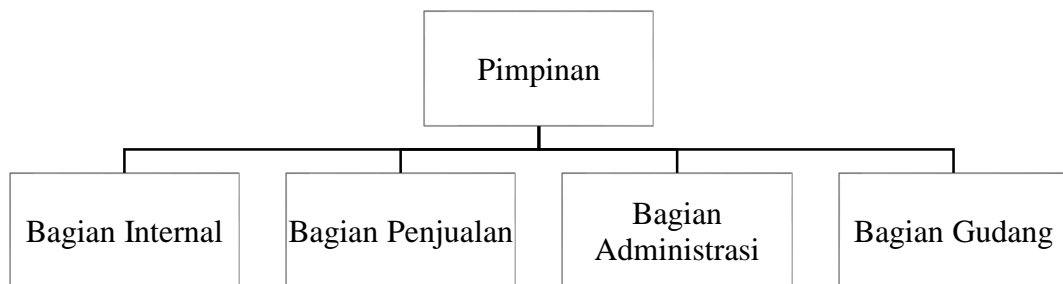 Pimpinan
Bagian Internal
Bagian Penjualan
Bagian
Administrasi
Bagian Gudang